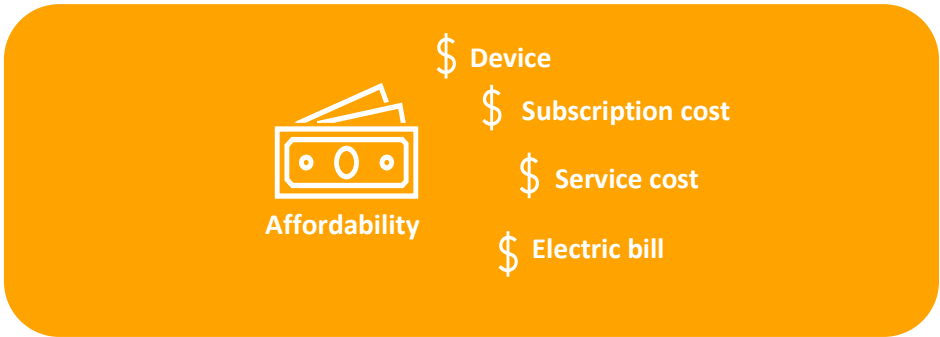 $ Device
$ Subscription cost
$ Service cost
Affordability
$ Electric bill